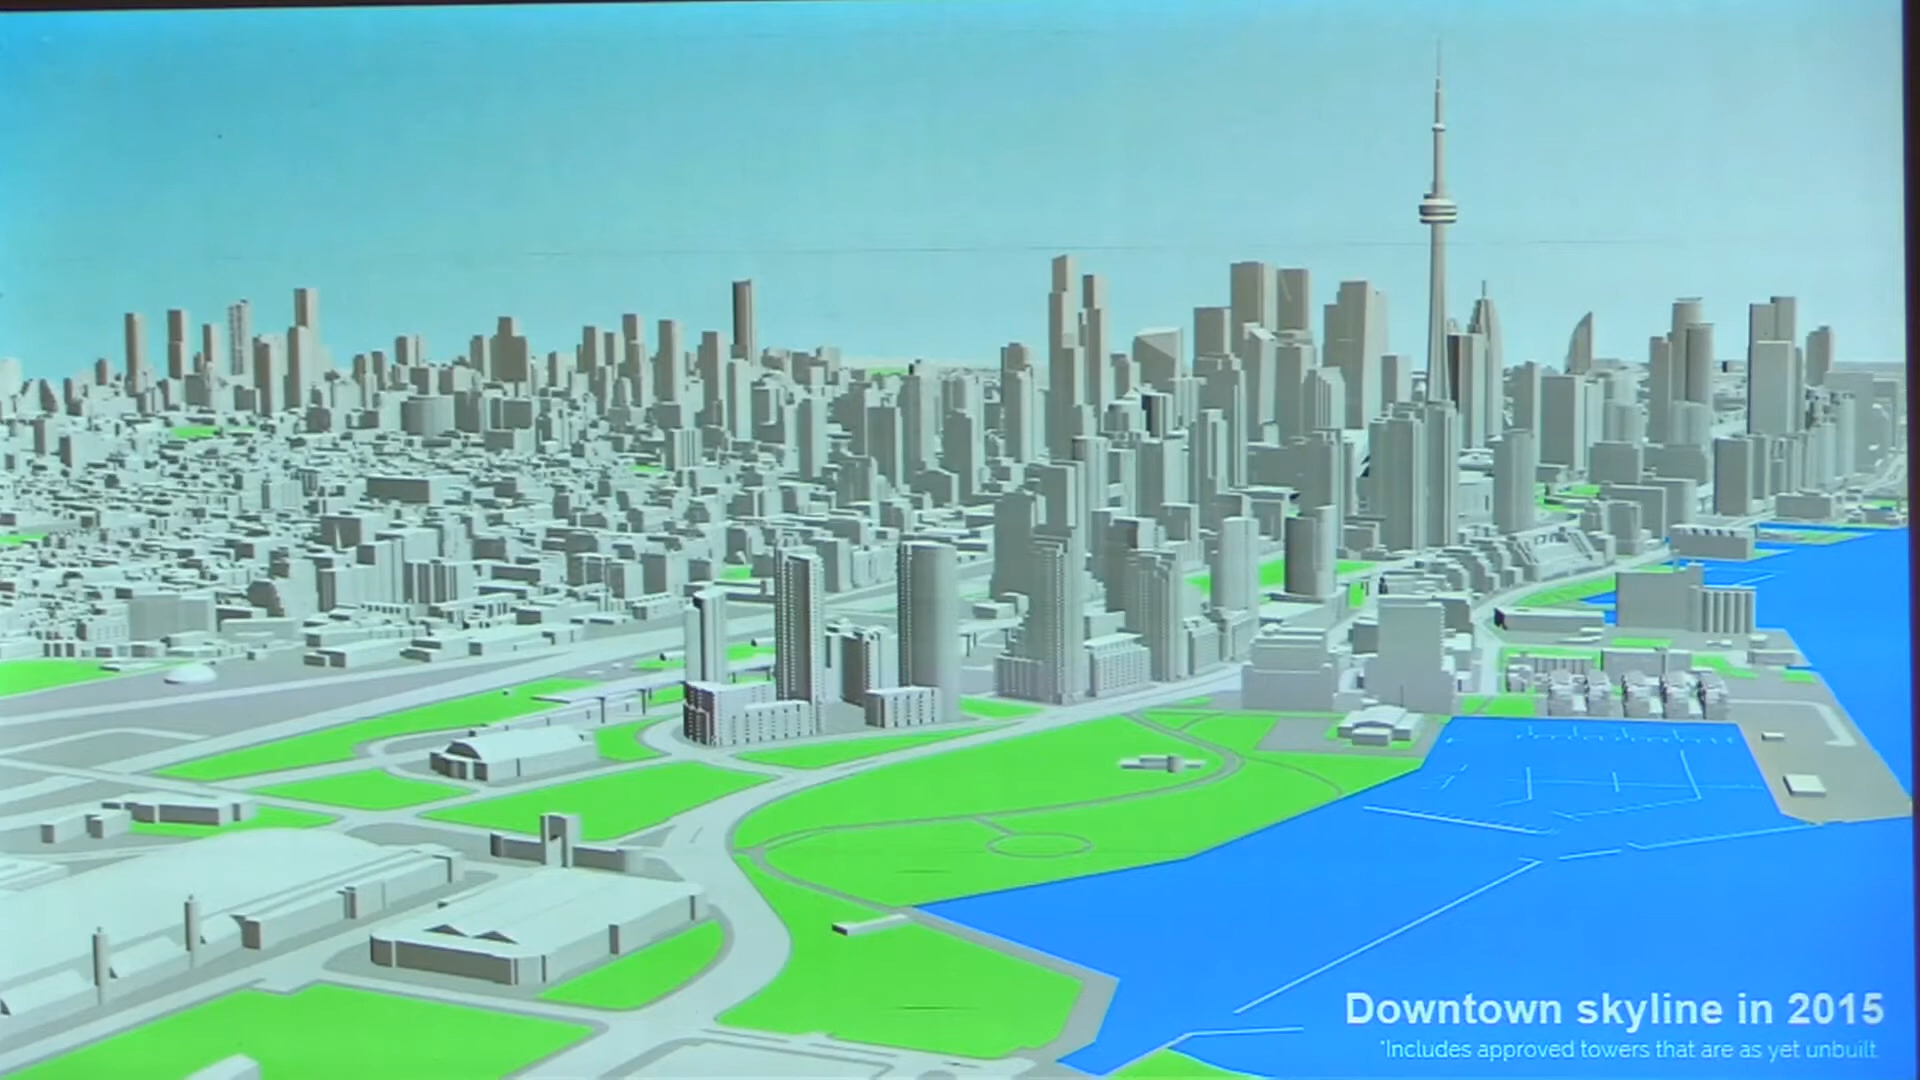 Downtown skyline in 2015
*Includes approved towers that are as yet unbuilt